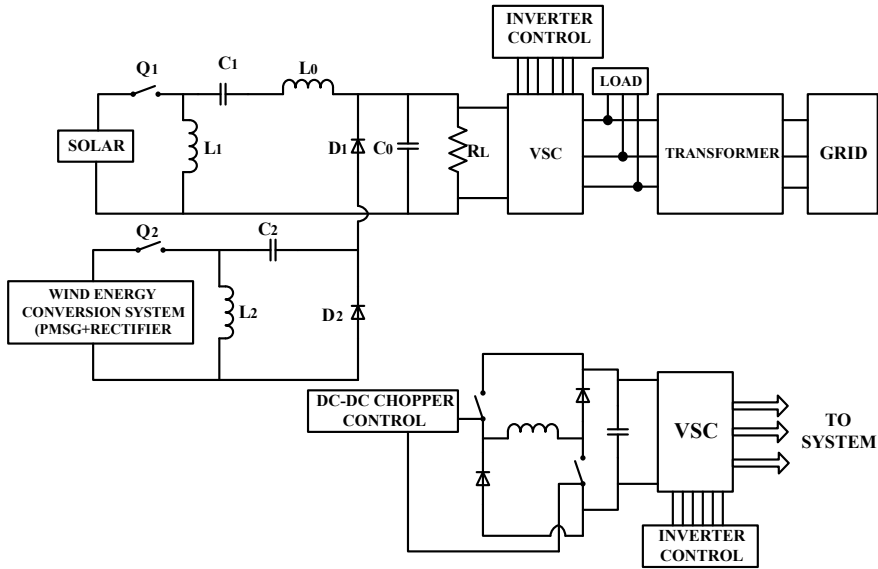 INVERTER
CONTROL
Q1
C1
L0
LOAD
SOLAR
L1
D1
C0
RL
VSC
TRANSFORMER
GRID
Q2
C2
WIND ENERGY
CONVERSION SYSTEM
(PMSG+RECTIFIER
L2
D2
DC-DC CHOPPER
CONTROL
VSC
TO
SYSTEM
INVERTER
CONTROL